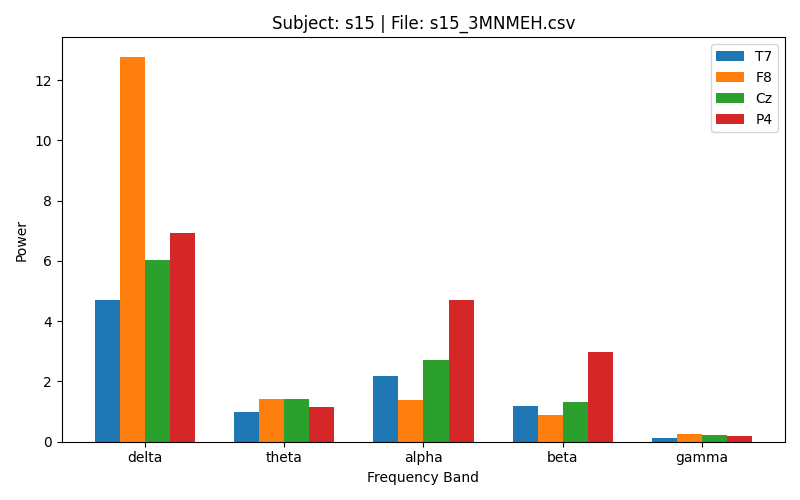 Subject: s15 | File: s15_3MNMEH.csv
T7
F8
Cz
P4
Power
12
10
8
6
4
2
0
delta theta alpha beta gamma
Frequency Band